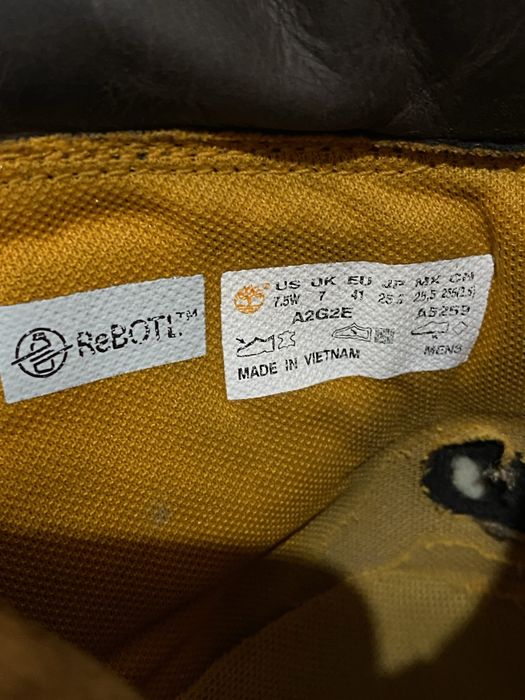 ReBOTL™
US UK EU JP MX CN
7.5W 7 41 25.5 25.5 255(2.5)
A2G2E A5259
MADE IN VIETNAM MENS